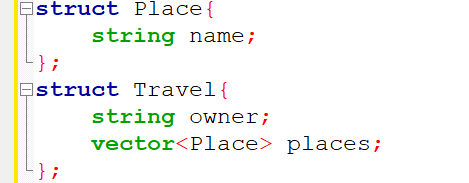 struct Place{
    string name;
};
struct Travel{
    string owner;
    vector<Place> places;
};